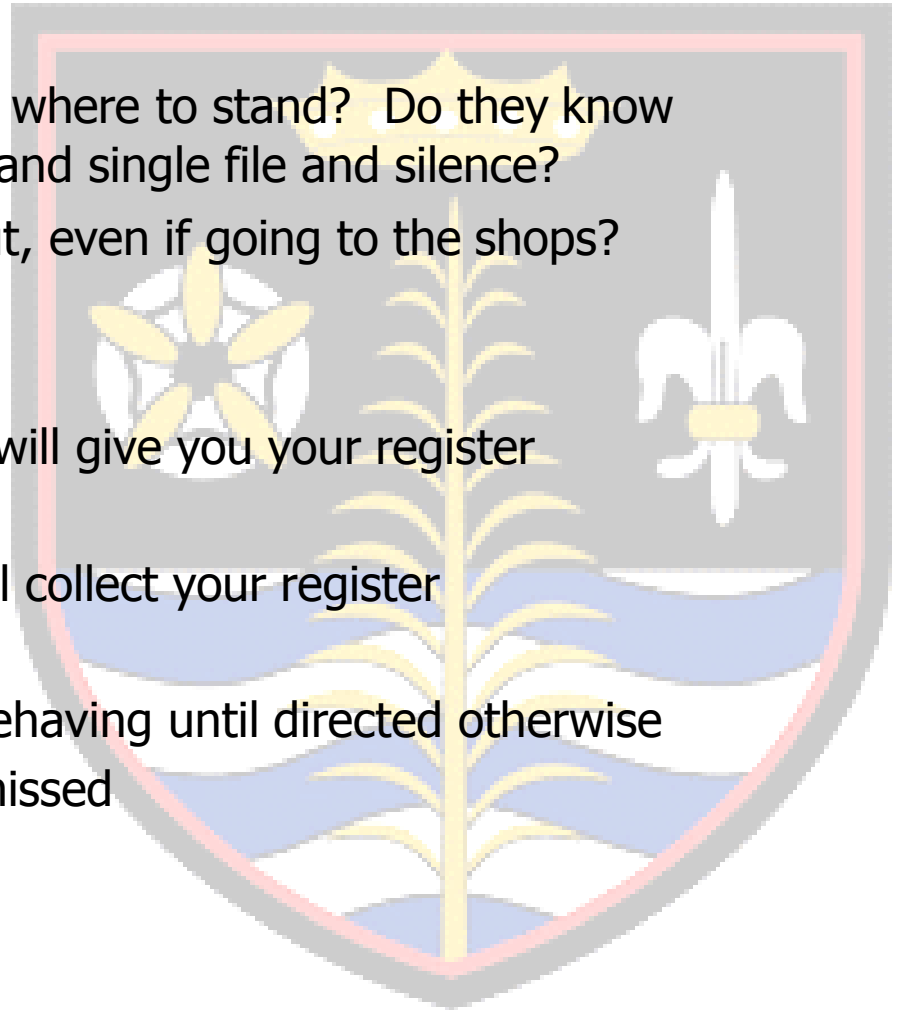 where to stand? Do they know
and single file and silence?
t, even if going to the shops?
will give you your register
l collect your register
ehaving until directed otherwise
nissed